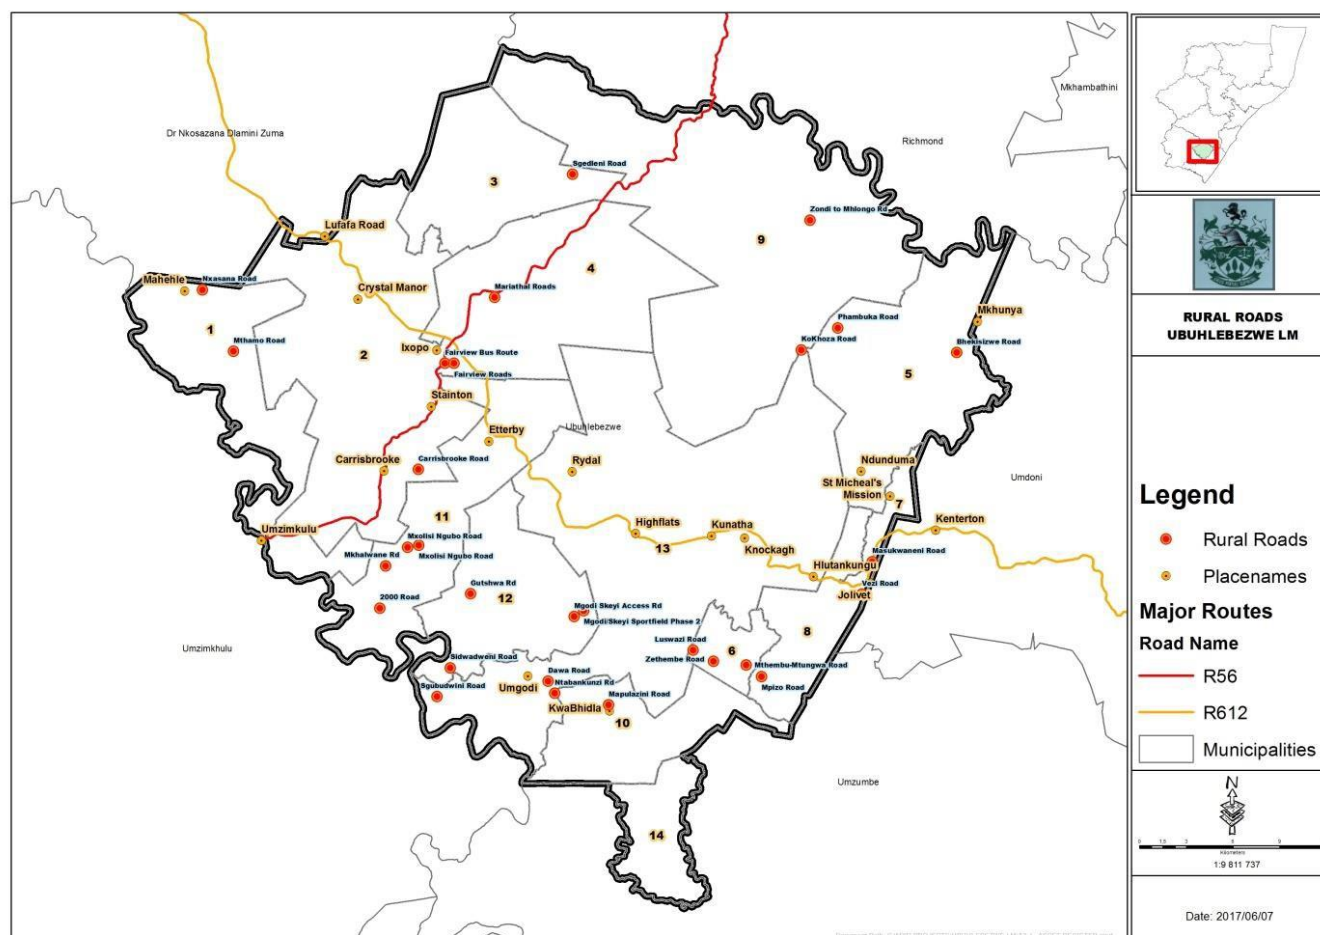 Mkhambathini
Dr Nkosazana Dlamini Zuma
Richmond
Sgedleni Road
3
Zondi to Mhlongo Rd
Lufafa Road
9
4
Mahehle
Nxasana Road
Crystal Manor
Mariathal Roads
Mkhunya
Phambuka Road
1
Mthamo Road
2
Ixopo
Fairview Bus Route
Fairview Roads
KoKhoza Road
Bhekisizwe Road
5
Stainton
Etterby
Ubuhlebezwe
Carrisbrooke
Carrisbrooke Road
Rydal
Ndunduma
St Micheal's
Mission
7
Umdoni
11
Umzimkulu
Mxolisi Ngubo Road
Mxolisi Ngubo Road
Mkhalwane Rd
Highflats
13
Kunatha
Knockagh
Kenterton
Masukwaneni Road
Hlutankungu
Vezi Road
Jolivet
Gutshwa Rd
12
2000 Road
Mgodi Skeyi Access Rd
Mgodi/Skeyi Sportfield Phase 2
8
Umzimkhulu
Luswazi Road
6
Zethembe Road
Mthembu-Mtungwa Road
Mpizo Road
Sidwadweni Road
Umgodi
Dawa Road
Ntabankunzi Rd
Sgubudwini Road
Mapulazini Road
KwaBhidla
10
Umzumbe
14
RURAL ROADS
UBUHLEBEZWE LM
Legend
Rural Roads
Placenames
Major Routes
Road Name
R56
R612
Municipalities
N
0 1,5 3 6 9
Kilometers
1:9 811 737
Date: 2017/06/07